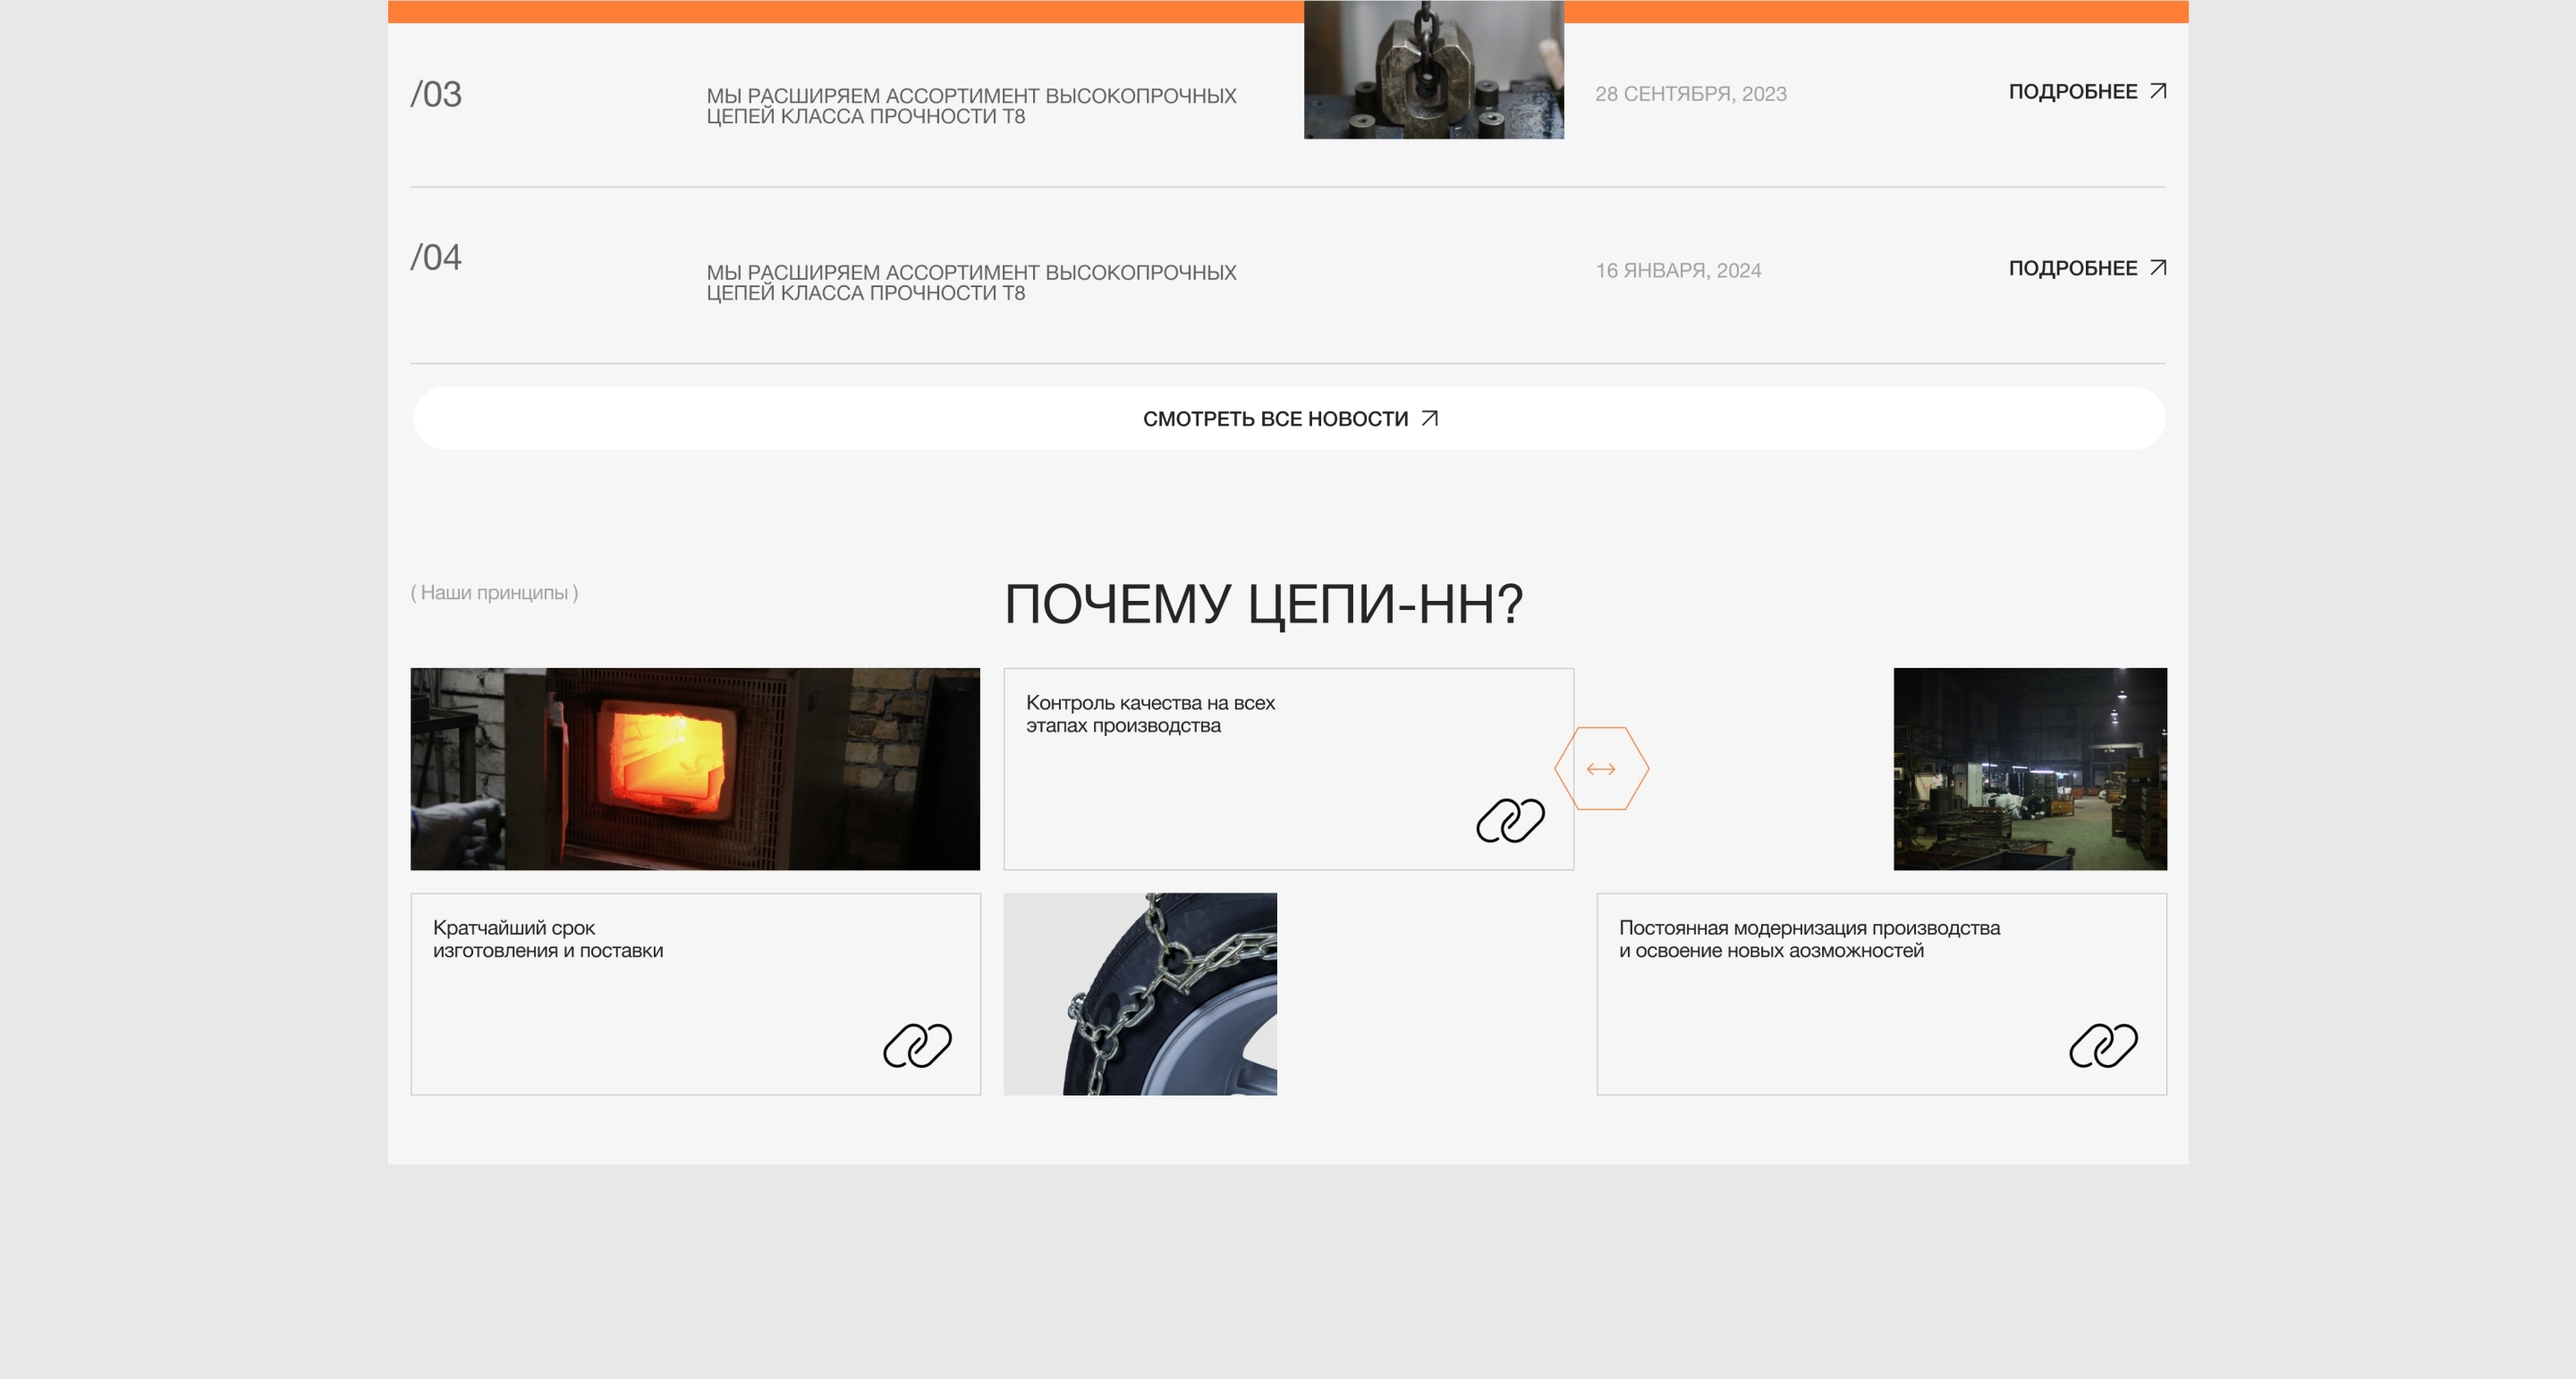 /03
МЫ РАСШИРЯЕМ АССОРТИМЕНТ ВЫСОКОПРОЧНЫХ
ЦЕПЕЙ КЛАССА ПРОЧНОСТИ Т8
28 СЕНТЯБРЯ, 2023
ПОДРОБНЕЕ
/04
МЫ РАСШИРЯЕМ АССОРТИМЕНТ ВЫСОКОПРОЧНЫХ
ЦЕПЕЙ КЛАССА ПРОЧНОСТИ Т8
16 ЯНВАРЯ, 2024
ПОДРОБНЕЕ
СМОТРЕТЬ ВСЕ НОВОСТИ
( Наши принципы )
ПОЧЕМУ ЦЕПИ-НН?
Контроль качества на всех
этапах производства
Кратчайший срок
изготовления и поставки
Постоянная модернизация производства
и освоение новых аозможностей